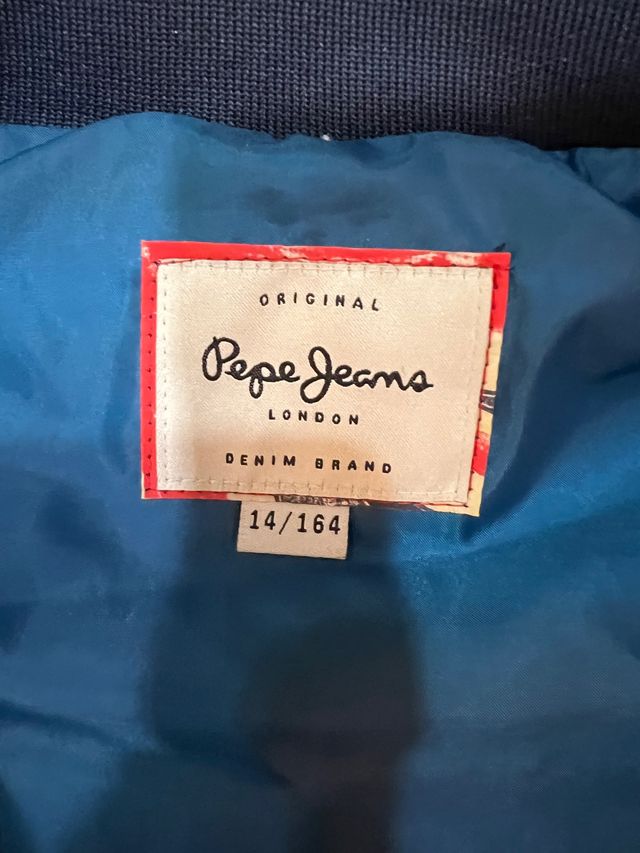 ORIGINAL
Pepe Jeans
LONDON
DENIM BRAND
14/164